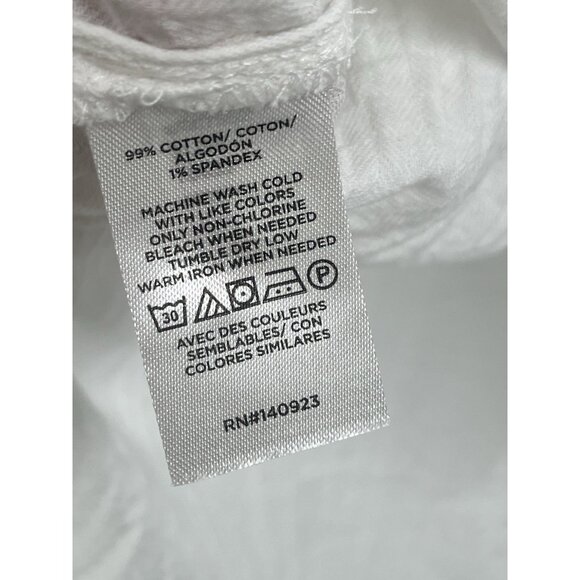 99% COTTON/ COTON/
ALGODÓN
1% SPANDEX
MACHINE WASH COLD
WITH LIKE COLORS
ONLY NON-CHLORINE
BLEACH WHEN NEEDED
TUMBLE DRY LOW
WARM IRON WHEN NEEDED
30 P
AVEC DES COULEURS
SEMBLABLES/ CON
COLORES SIMILARES
RN#140923